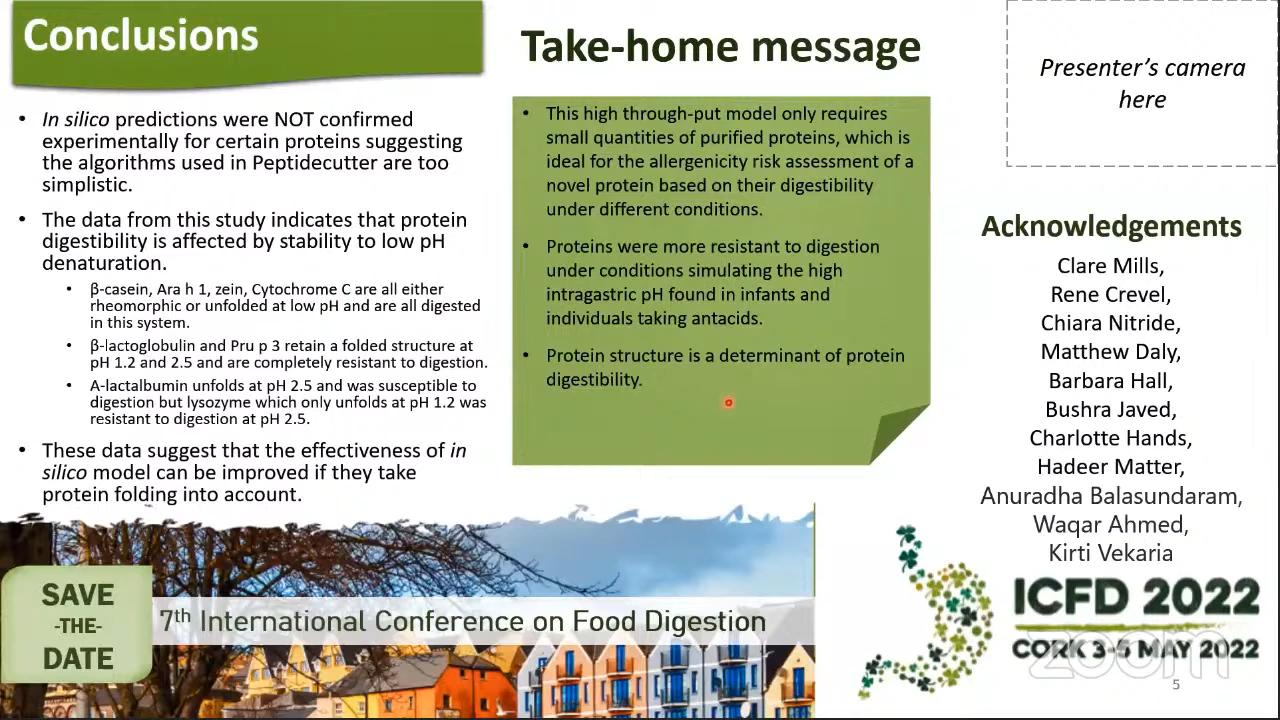 Conclusions
• In silico predictions were NOT confirmed
experimentally for certain proteins suggesting
the algorithms used in Peptidecutter are too
simplistic.
• The data from this study indicates that protein
digestibility is affected by stability to low pH
denaturation.
• β-casein, Ara h 1, zein, Cytochrome C are all either
rheomorphic or unfolded at low pH and are all digested
in this system.
• β-lactoglobulin and Pru p 3 retain a folded structure at
pH 1.2 and 2.5 and are completely resistant to digestion.
• Α-lactalbumin unfolds at pH 2.5 and was susceptible to
digestion but lysozyme which only unfolds at pH 1.2 was
resistant to digestion at pH 2.5.
• These data suggest that the effectiveness of in
silico model can be improved if they take
protein folding into account.
Take-home message
• This high through-put model only requires
small quantities of purified proteins, which is
ideal for the allergenicity risk assessment of a
novel protein based on their digestibility
under different conditions.
• Proteins were more resistant to digestion
under conditions simulating the high
intragastric pH found in infants and
individuals taking antacids.
• Protein structure is a determinant of protein
digestibility.
Presenter's camera
here
Acknowledgements
Clare Mills,
Rene Crevel,
Chiara Nitride,
Matthew Daly,
Barbara Hall,
Bushra Javed,
Charlotte Hands,
Hadeer Matter,
Anuradha Balasundaram,
Waqar Ahmed,
Kirti Vekaria
SAVE
-THE-
DATE
7th International Conference on Food Digestion
ICFD 2022
CORK 3-5 MAY 2022
zoom
5